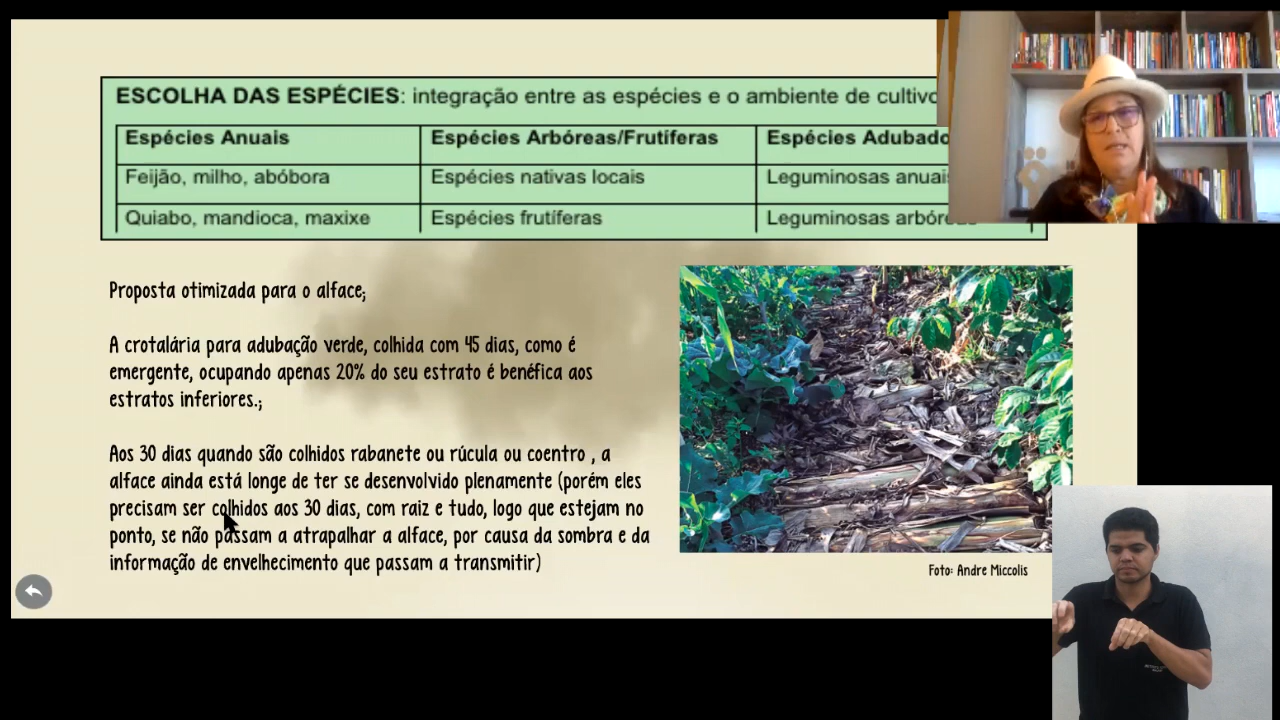 ESCOLHA DAS ESPÉCIES: integração entre as espécies e o ambiente de cultivo
Espécies Anuais Espécies Arbóreas/Frutíferas Espécies
Feijão, milho, abóbora Espécies nativas locais Leguminosas anuais
Quiabo, mandioca, maxixe Espécies frutíferas Leguminosas
Proposta otimizada para o alface;
A crotalária para adubação verde, colhida com 45 dias, como é
emergente, ocupando apenas 20% do seu estrato é benéfica aos
estratos inferiores.;
Aos 30 dias quando são colhidos rabanete ou rúcula ou coentro , a
alface ainda está longe de ter se desenvolvido plenamente (porém eles
precisam ser colhidos aos 30 dias, com raiz e tudo, logo que estejam no
ponto, se não passam a atrapalhar a alface, por causa da sombra e da
informação de envelhecimento que passam a transmitir)
Foto: Andre Miccolis